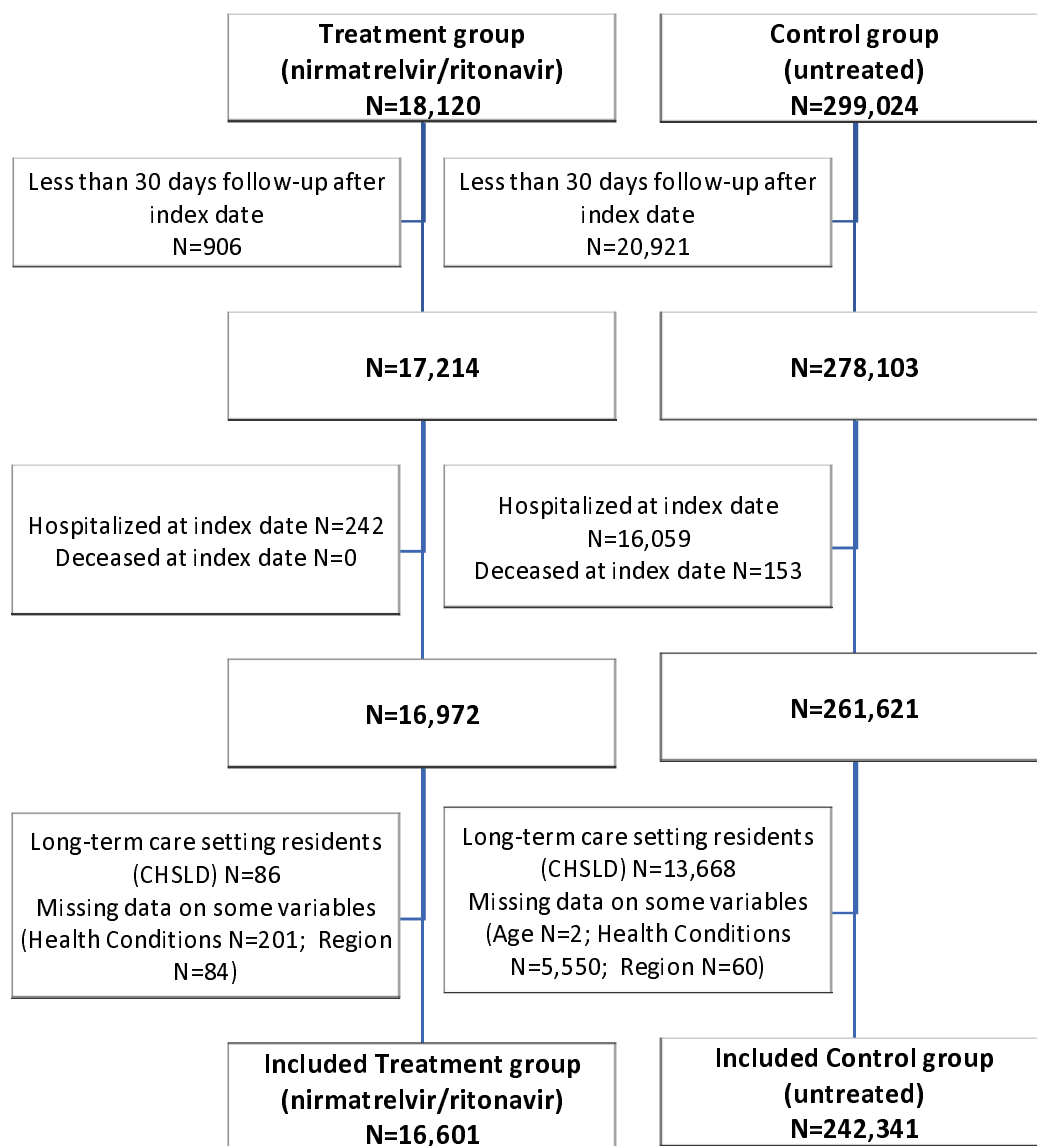 Treatment group
(nirmatrelvir/ritonavir)
N=18,120
Control group
(untreated)
N=299,024
Less than 30 days follow-up after
index date
N=906
Less than 30 days follow-up after
index date
N=20,921
N=17,214
N=278,103
Hospitalized at index date N=242
Deceased at index date N=0
Hospitalized at index date
N=16,059
Deceased at index date N=153
N=16,972
N=261,621
Long-term care setting residents
(CHSLD) N=86
Missing data on some variables
(Health Conditions N=201; Region
N=84)
Long-term care setting residents
(CHSLD) N=13,668
Missing data on some variables
(Age N=2; Health Conditions
N=5,550; Region N=60)
Included Treatment group
(nirmatrelvir/ritonavir)
N=16,601
Included Control group
(untreated)
N=242,341